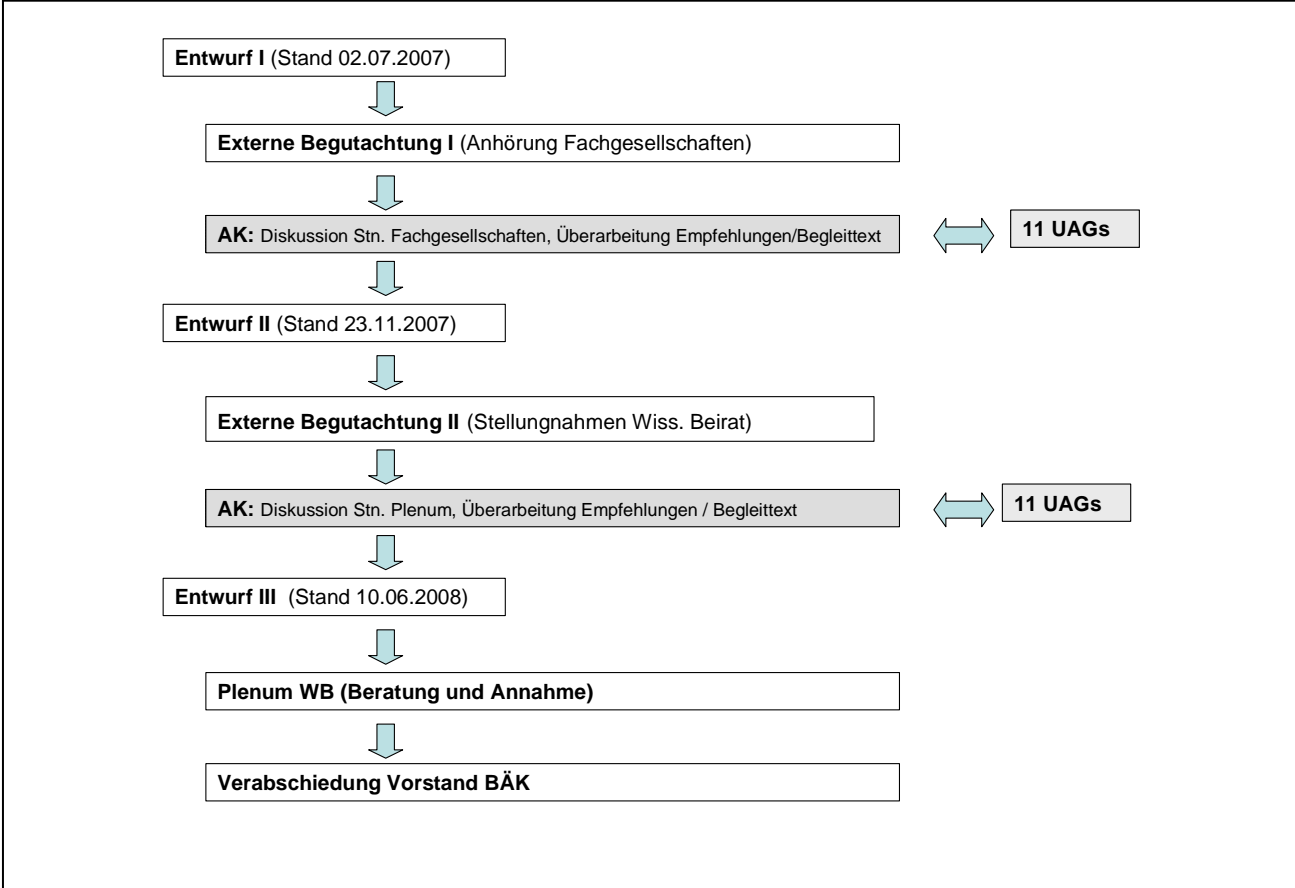 Entwurf I (Stand 02.07.2007)
Externe Begutachtung I (Anhörung Fachgesellschaften)
AK: Diskussion Stn. Fachgesellschaften, Überarbeitung Empfehlungen/Begleittext
11 UAGs
Entwurf II (Stand 23.11.2007)
Externe Begutachtung II (Stellungnahmen Wiss. Beirat)
AK: Diskussion Stn. Plenum, Überarbeitung Empfehlungen / Begleittext
11 UAGs
Entwurf III (Stand 10.06.2008)
Plenum WB (Beratung und Annahme)
Verabschiedung Vorstand BÄK